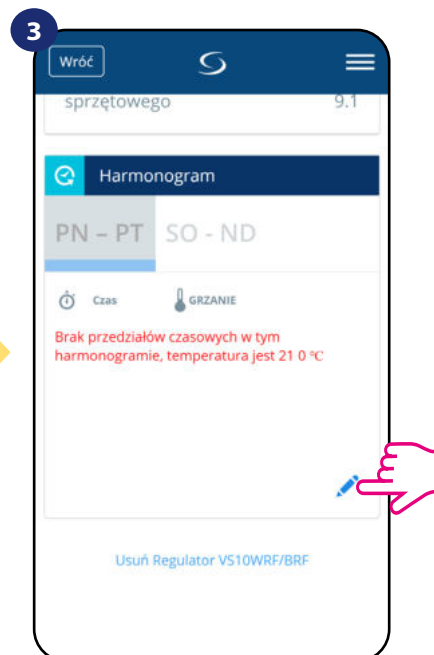 3
Wróć
sprzętowego 9.1
Harmonogram
PN – PT SO - ND
Czas GRZANIE
Brak przedziałów czasowych w tym
harmonogramie, temperatura jest 21 0 °C
Usuń Regulator VS10WRF/BRF